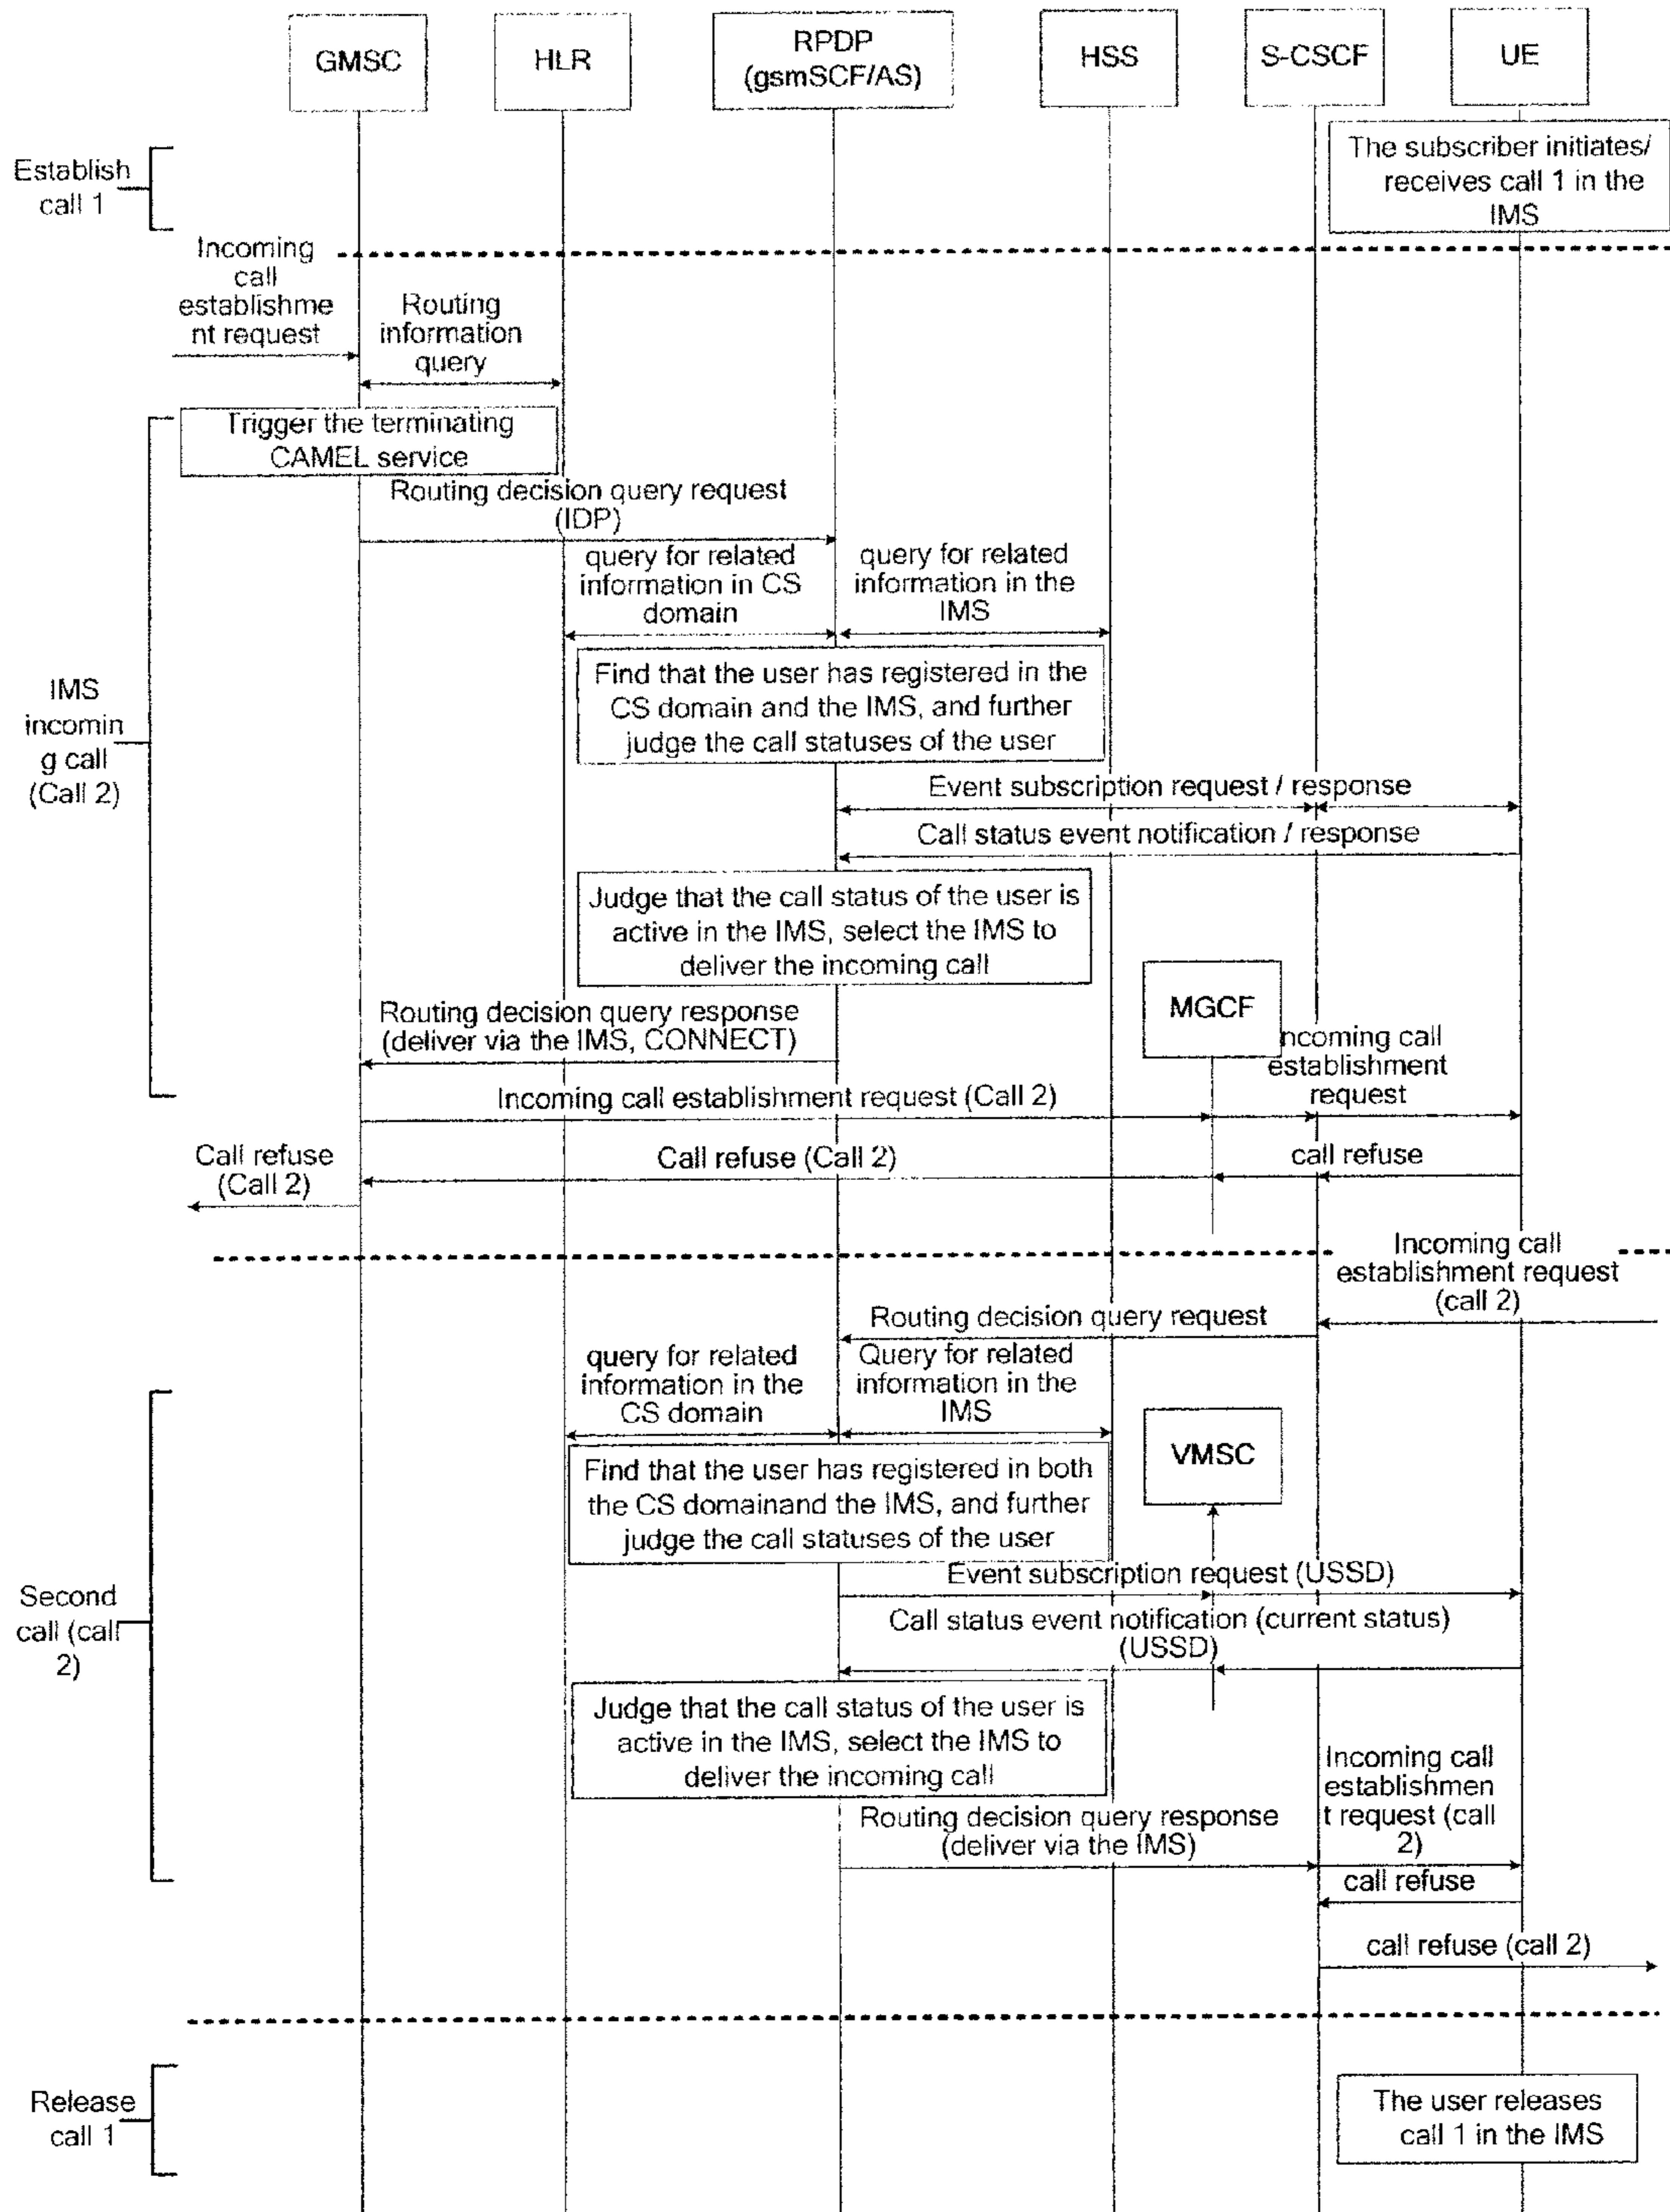 GMSC
HLR
RPDP
(gsmSCF/AS)
HSS
S-CSCF
UE
Establish
call 1
The subscriber initiates/
receives call 1 in the
IMS
Incoming
call
establishme
nt request
Routing
information
query
Trigger the terminating
CAMEL service
Routing decision query request
(IDP)
query for related
information in CS
domain
query for related
information in the
IMS
IMS
incomin
g call
(Call 2)
Find that the user has registered in the
CS domain and the IMS, and further
judge the call statuses of the user
Event subscription request / response
Call status event notification / response
Judge that the call status of the user is
active in the IMS, select the IMS to
deliver the incoming call
MGCF
Routing decision query response
(deliver via the IMS, CONNECT)
ncoming call
establishment
request
Incoming call establishment request (Call 2)
Call refuse
(Call 2)
Call refuse (Call 2)
call refuse
Incoming call
establishment request
(call 2)
Routing decision query request
query for related
information in the
CS domain
Query for related
information in the
IMS
VMSC
Find that the user has registered in both
the CS domainand the IMS, and further
judge the call statuses of the user
Second
call (call
2)
Event subscription request (USSD)
Call status event notification (current status)
(USSD)
Judge that the call status of the user is
active in the IMS, select the IMS to
deliver the incoming call
Incoming call
establishmen
t request (call
2)
Routing decision query response
(deliver via the IMS)
call refuse
call refuse (call 2)
Release
call 1
The user releases
call 1 in the IMS